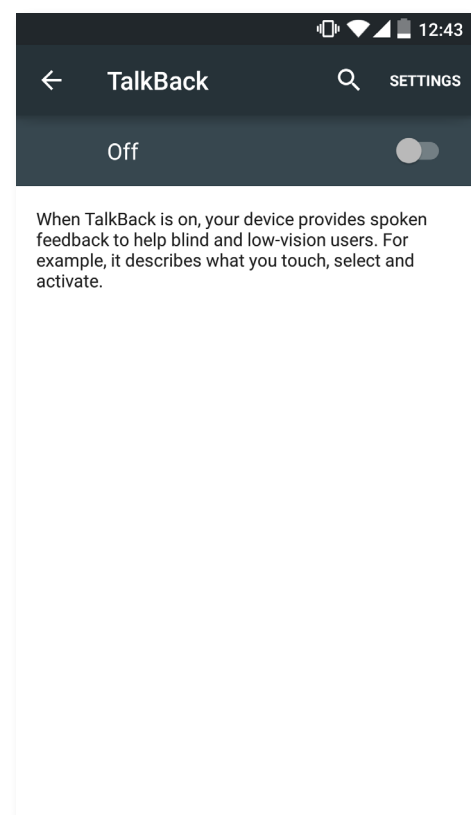 12:43
TalkBack
SETTINGS
Off
When TalkBack is on, your device provides spoken
feedback to help blind and low-vision users. For
example, it describes what you touch, select and
activate.